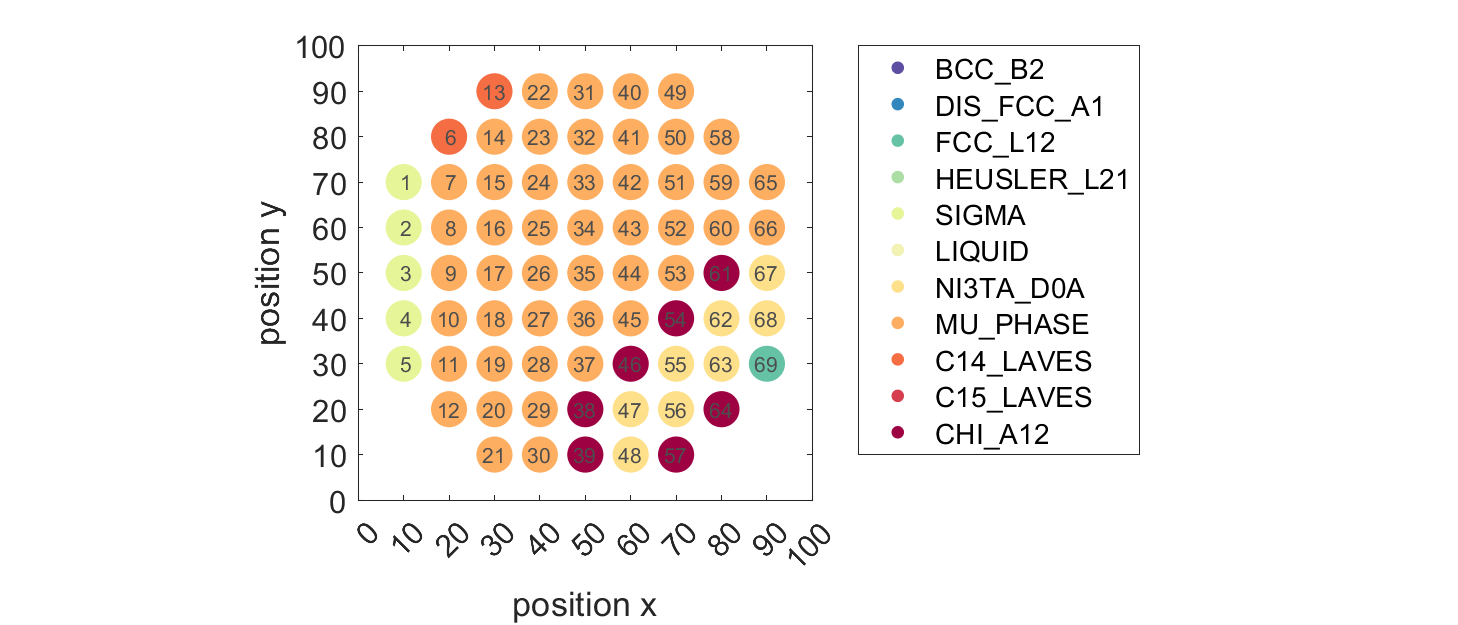 100
90
80
70
60
50
40
30
20
10
0
position y
13 22 31 40 49
6 14 23 32 41 50 58
1 7 15 24 33 42 51 59 65
2 8 16 25 34 43 52 60 66
3 9 17 26 35 44 53 61 67
4 10 18 27 36 45 54 62 68
5 11 19 28 37 46 55 63 69
12 20 29 38 47 56 64
21 30 39 48 57
0 10 20 30 40 50 60 70 80 90 100
position x
BCC_B2
DIS_FCC_A1
FCC_L12
HEUSLER_L21
SIGMA
LIQUID
NI3TA_D0A
MU_PHASE
C14_LAVES
C15_LAVES
CHI_A12